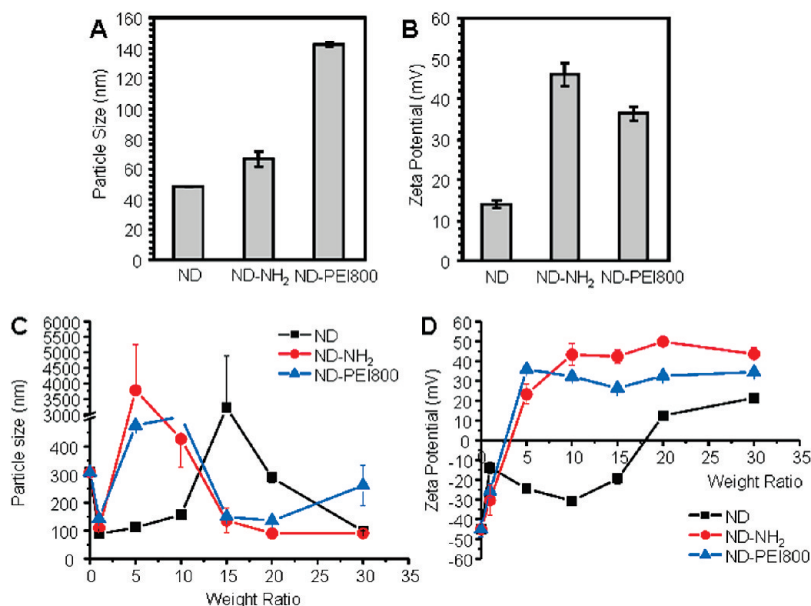 A
Particle Size (nm)
160
140
120
100
80
60
40
20
0
ND
ND-NH2
ND-PEI800
B
Zeta Potential (mV)
60
50
40
30
20
10
0
ND
ND-NH2
ND-PEI800
C
Particle size (nm)
6000
5500
5000
4500
4000
3500
3000
400
300
200
100
0
0
5
10
15
20
25
30
35
Weight Ratio
ND
ND-NH2
ND-PEI800
D
Zeta Potential (mV)
60
50
40
30
20
10
0
-10
-20
-30
-40
-50
-60
0
5
10
15
20
25
30
35
Weight Ratio
ND
ND-NH2
ND-PEI800